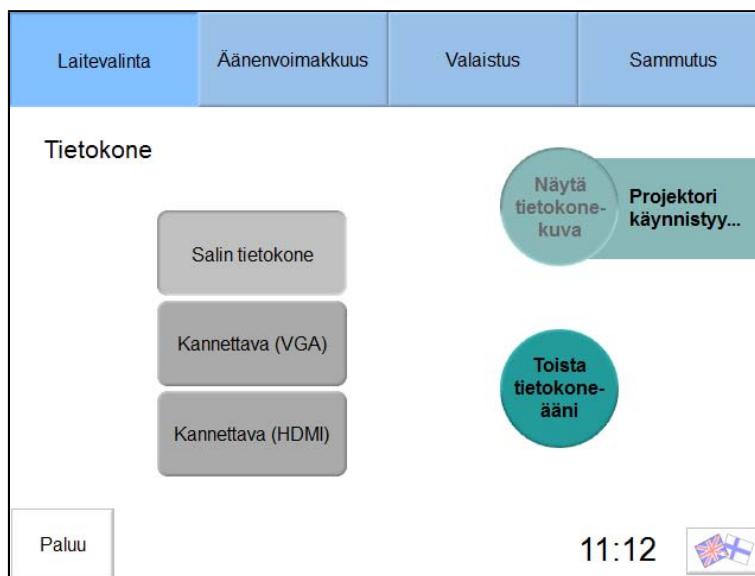 Laitevalinta
Äänenvoimakkuus
Valaistus
Sammutus
Tietokone
Näytä
tietokone-
kuva
Projektori
käynnistyy...
Salin tietokone
Kannettava (VGA)
Kannettava (HDMI)
Toista
tietokone-
ääni
Paluu
11:12